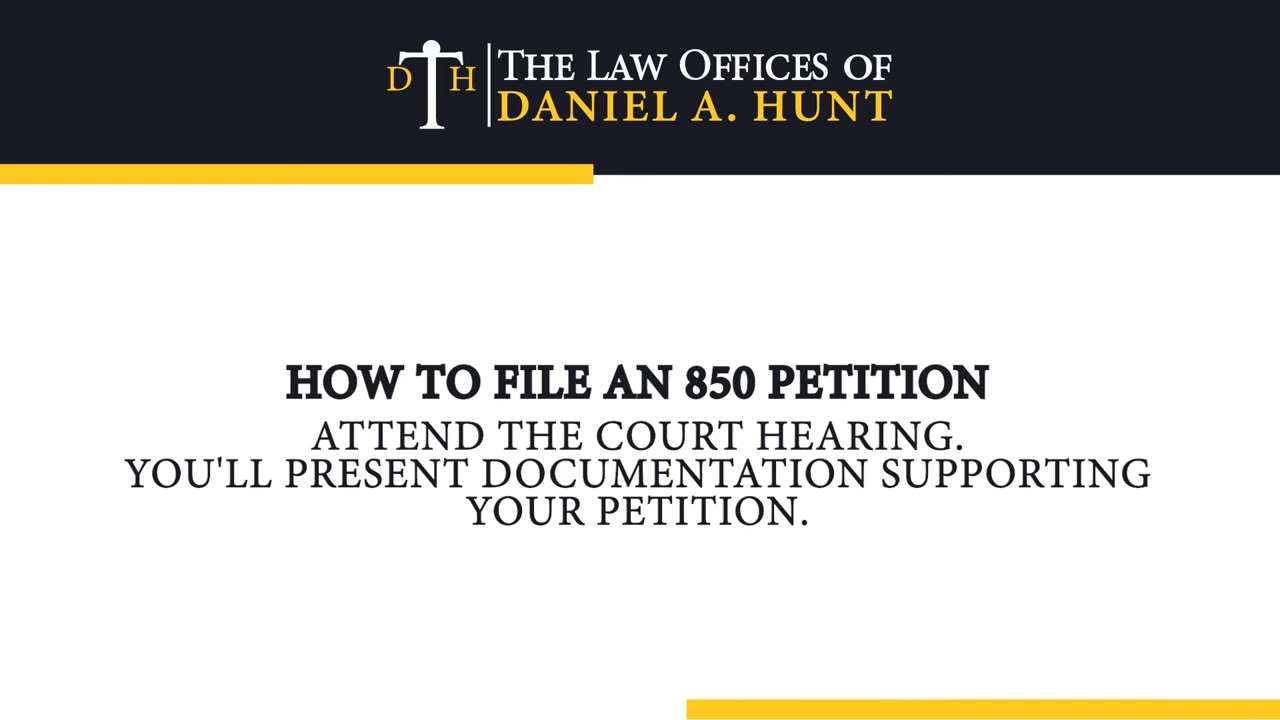 D H
THE LAW OFFICES OF
DANIEL A. HUNT
HOW TO FILE AN 850 PETITION
ATTEND THE COURT HEARING.
YOU'LL PRESENT DOCUMENTATION SUPPORTING
YOUR PETITION.